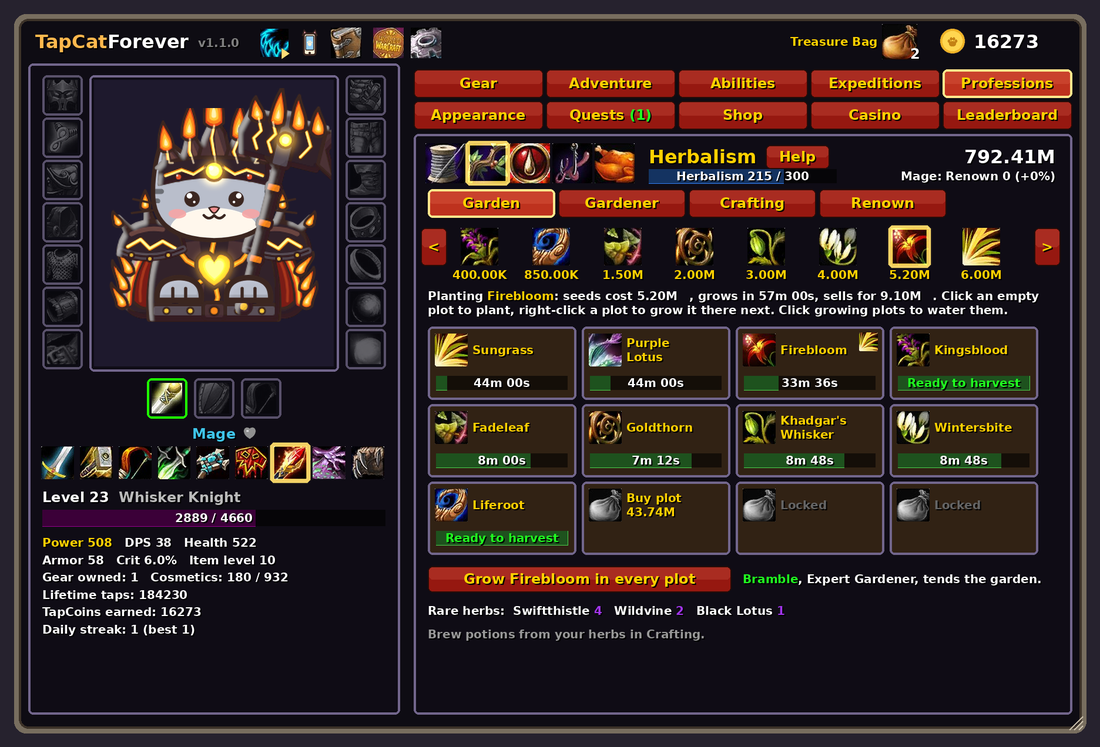 TapCatForever v1.1.0
Treasure Bag 2 16273
Gear Adventure Abilities Expeditions Professions
Appearance Quests (1) Shop Casino Leaderboard
Herbalism Help 792.41M
Herbalism 215 / 300 Mage: Renown 0 (+0%)
Garden Gardener Crafting Renown
< >
400.00K 850.00K 1.50M 2.00M 3.00M 4.00M 5.20M 6.00M
Planting Firebloom: seeds cost 5.20M , grows in 57m 00s, sells for 9.10M . Click an empty
plot to plant, right-click a plot to grow it there next. Click growing plots to water them.
Sungrass
44m 00s
Purple
Lotus
44m 00s
Firebloom
33m 36s
Kingsblood
Ready to harvest
Fadeleaf
8m 00s
Goldthorn
7m 12s
Khadgar's
Whisker
8m 48s
Wintersbite
8m 48s
Liferoot
Ready to harvest
Buy plot
43.74M
Locked
Locked
Grow Firebloom in every plot
Bramble, Expert Gardener, tends the garden.
Rare herbs: Swiftthistle 4 Wildvine 2 Black Lotus 1
Brew potions from your herbs in Crafting.
Mage
Level 23 Whisker Knight
2889 / 4660
Power 508 DPS 38 Health 522
Armor 58 Crit 6.0% Item level 10
Gear owned: 1 Cosmetics: 180 / 932
Lifetime taps: 184230
TapCoins earned: 16273
Daily streak: 1 (best 1)